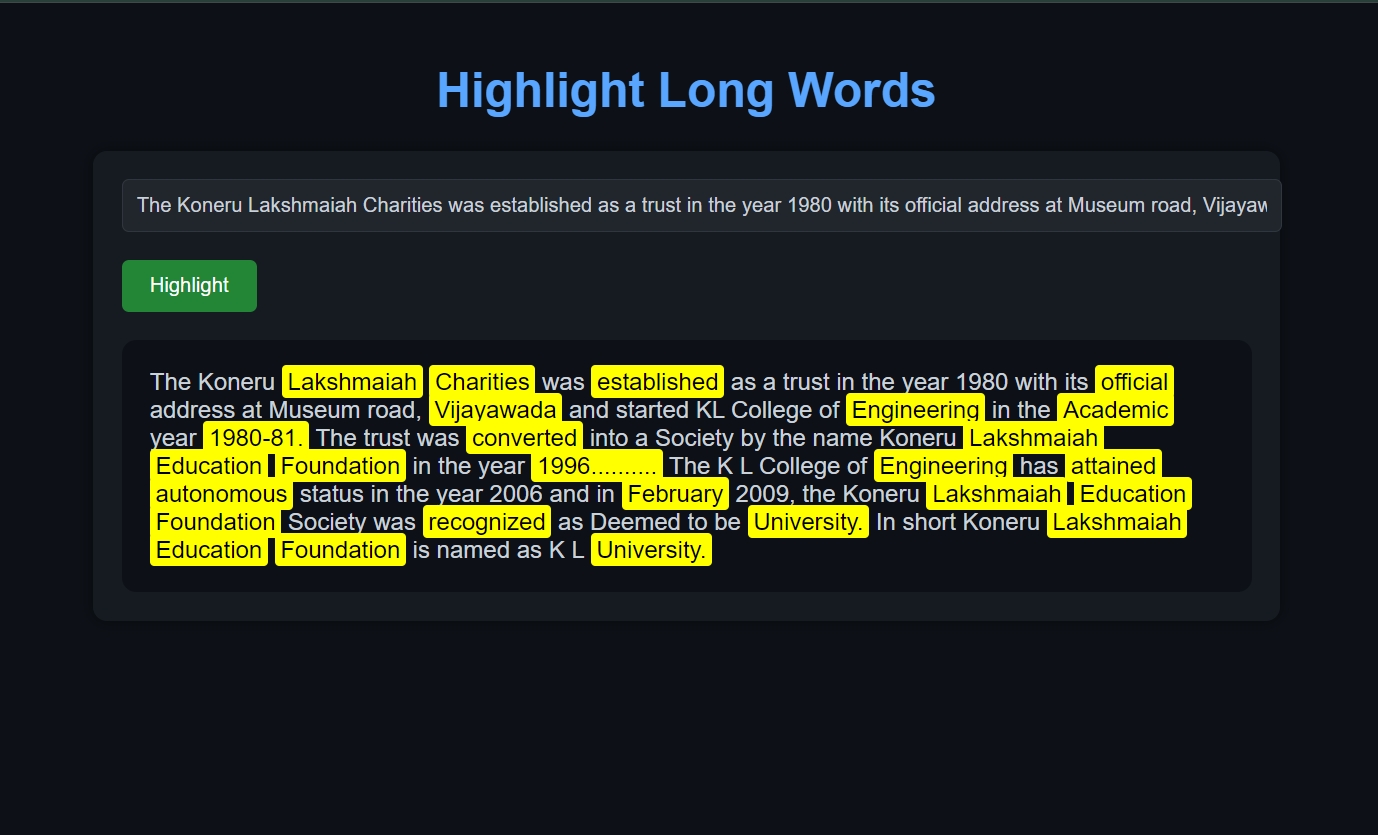 Highlight Long Words
The Koneru Lakshmaiah Charities was established as a trust in the year 1980 with its official address at Museum road, Vijayaw
Highlight
The Koneru Lakshmaiah Charities was established as a trust in the year 1980 with its official
address at Museum road, Vijayawada and started KL College of Engineering in the Academic
year 1980-81. The trust was converted into a Society by the name Koneru Lakshmaiah
Education Foundation in the year 1996.......... The K L College of Engineering has attained
autonomous status in the year 2006 and in February 2009, the Koneru Lakshmaiah Education
Foundation Society was recognized as Deemed to be University. In short Koneru Lakshmaiah
Education Foundation is named as K L University.